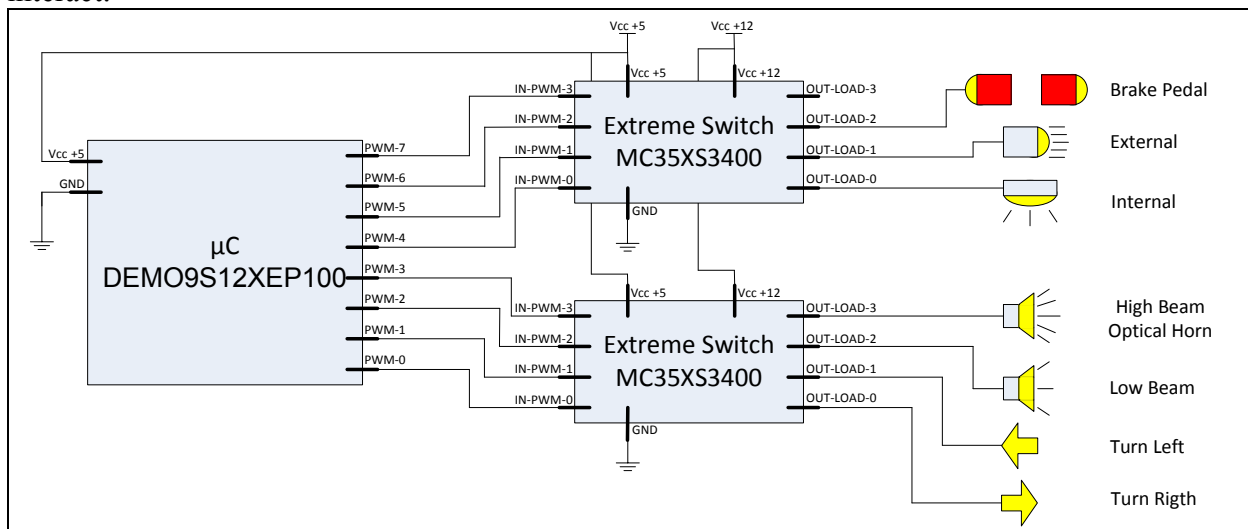 Vcc +5
Vcc +12
Vcc +5
Vcc +12
IN-PWM-3
OUT-LOAD-3
Brake Pedal
IN-PWM-2
Extreme Switch
OUT-LOAD-2
MC35XS3400
IN-PWM-1
OUT-LOAD-1
External
IN-PWM-0
OUT-LOAD-0
Internal
GND
Vcc +5
GND
PWM-7
PWM-6
PWM-5
PWM-4
µC
DEMO9S12XEP100
PWM-3
PWM-2
PWM-1
PWM-0
Vcc +5
Vcc +12
IN-PWM-3
OUT-LOAD-3
High Beam
Optical Horn
Extreme Switch
IN-PWM-2
OUT-LOAD-2
MC35XS3400
Low Beam
IN-PWM-1
OUT-LOAD-1
IN-PWM-0
OUT-LOAD-0
GND
Turn Left
Turn Rigth